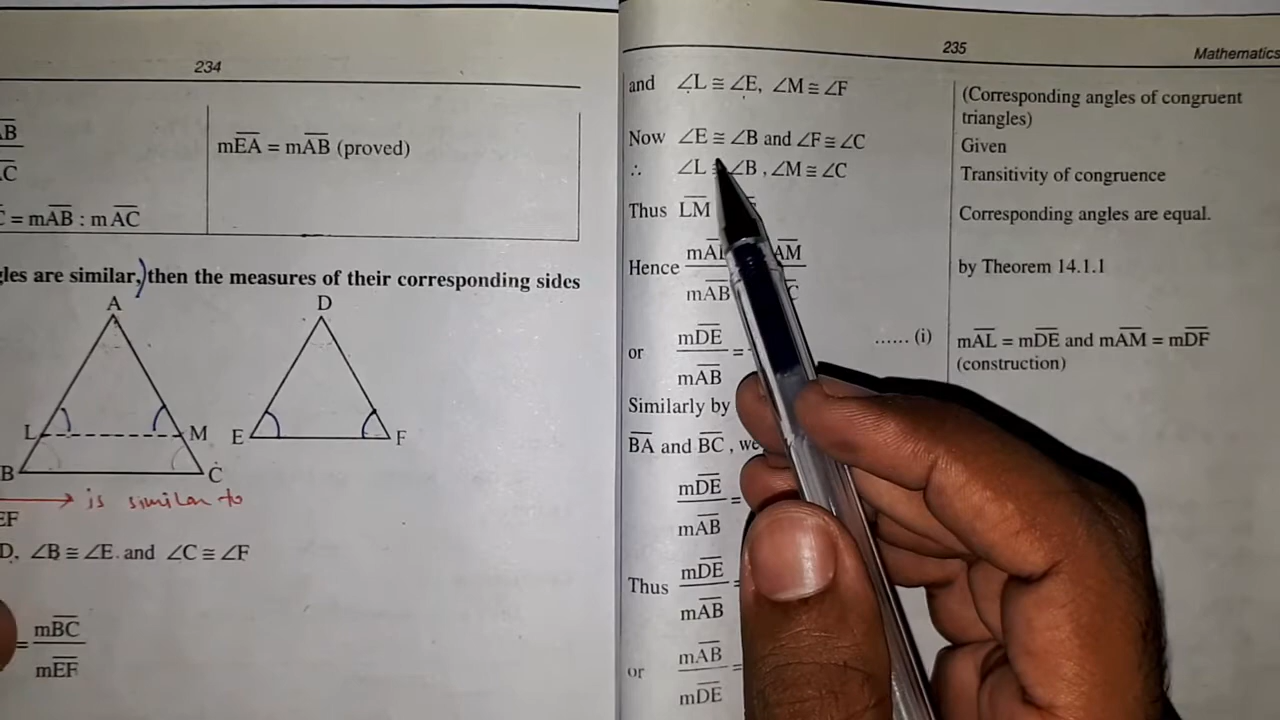 234
AB
mEA = mAB (proved)
AC
= mAB : mAC
gles are similar, then the measures of their corresponding sides
A
D
L
M
E
F
B
C
is similar to
EF
D, ∠B ≅ ∠E and ∠C ≅ ∠F
= mBC
mEF
235
Mathematics
and ∠L ≅ ∠E, ∠M ≅ ∠F
(Corresponding angles of congruent
triangles)
Now ∠E ≅ ∠B and ∠F ≅ ∠C
Given
∴ ∠L ≅ ∠B , ∠M ≅ ∠C
Transitivity of congruence
Thus LM
Corresponding angles are equal.
Hence
mAL
AM
mAB
C
by Theorem 14.1.1
or
mDE
mAB
=
...... (i)
mAL = mDE and mAM = mDF
(construction)
Similarly by
BA and BC , we
mDE
mAB
=
Thus
mDE
mAB
=
or
mAB
mDE
=